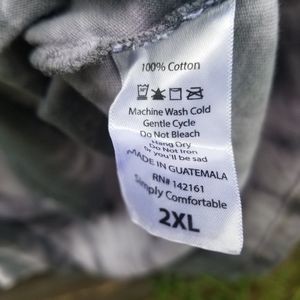 100% Cotton
Machine Wash Cold
Gentle Cycle
Do Not Bleach
Hang Dry
Do Not Iron
or you'll be sad
MADE IN GUATEMALA
RN# 142161
Simply Comfortable
2XL